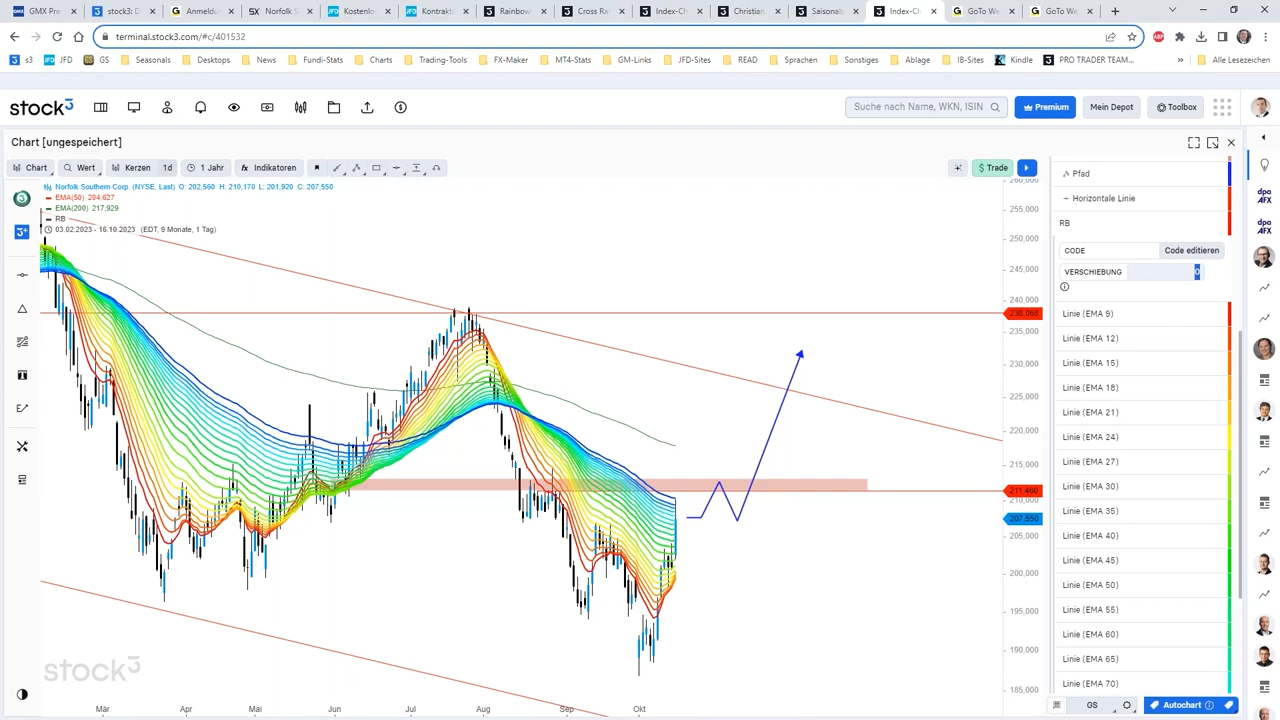 GMX Pre
stock3: D
Anmeldu
Norfolk S
Kostenlos
Kontrakta
Rainbow
Cross Ra
Index-Ch
Christian
Saisonals
Index-Ch
GoTo We
GoTo We
terminal.stock3.com/#c/401532
s3 JFD GS Seasonals Desktops News Fundi-Stats Charts Trading-Tools FX-Maker MT4-Stats GM-Links JFD-Sites READ Sprachen Sonstiges Ablage IB-Sites Kindle PRO TRADER TEAM... » Alle Lesezeichen
stock3
Suche nach Name, WKN, ISIN
Premium
Mein Depot
Toolbox
Chart [ungespeichert]
Chart Wert Kerzen 1d 1 Jahr Indikatoren $ Trade
Norfolk Southern Corp. (NYSE, Last) O: 202,560 H: 210,170 L: 201,920 C: 207,550
EMA(50) 204,627
EMA(200) 217,929
RB
03.02.2023 - 16.10.2023 (EDT, 9 Monate, 1 Tag)
260,000
255,000
250,000
245,000
240,000
238,068
235,000
230,000
225,000
220,000
215,000
211,460
210,000
207,550
205,000
200,000
195,000
190,000
185,000
stock3
Mär Apr Mai Jun Jul Aug Sep Okt
Pfad
Horizontale Linie
RB
CODE Code editieren
VERSCHIEBUNG 0
Linie (EMA 9)
Linie (EMA 12)
Linie (EMA 15)
Linie (EMA 18)
Linie (EMA 21)
Linie (EMA 24)
Linie (EMA 27)
Linie (EMA 30)
Linie (EMA 35)
Linie (EMA 40)
Linie (EMA 45)
Linie (EMA 50)
Linie (EMA 55)
Linie (EMA 60)
Linie (EMA 65)
Linie (EMA 70)
GS Autochart
dpa
AFX
dpa
AFX